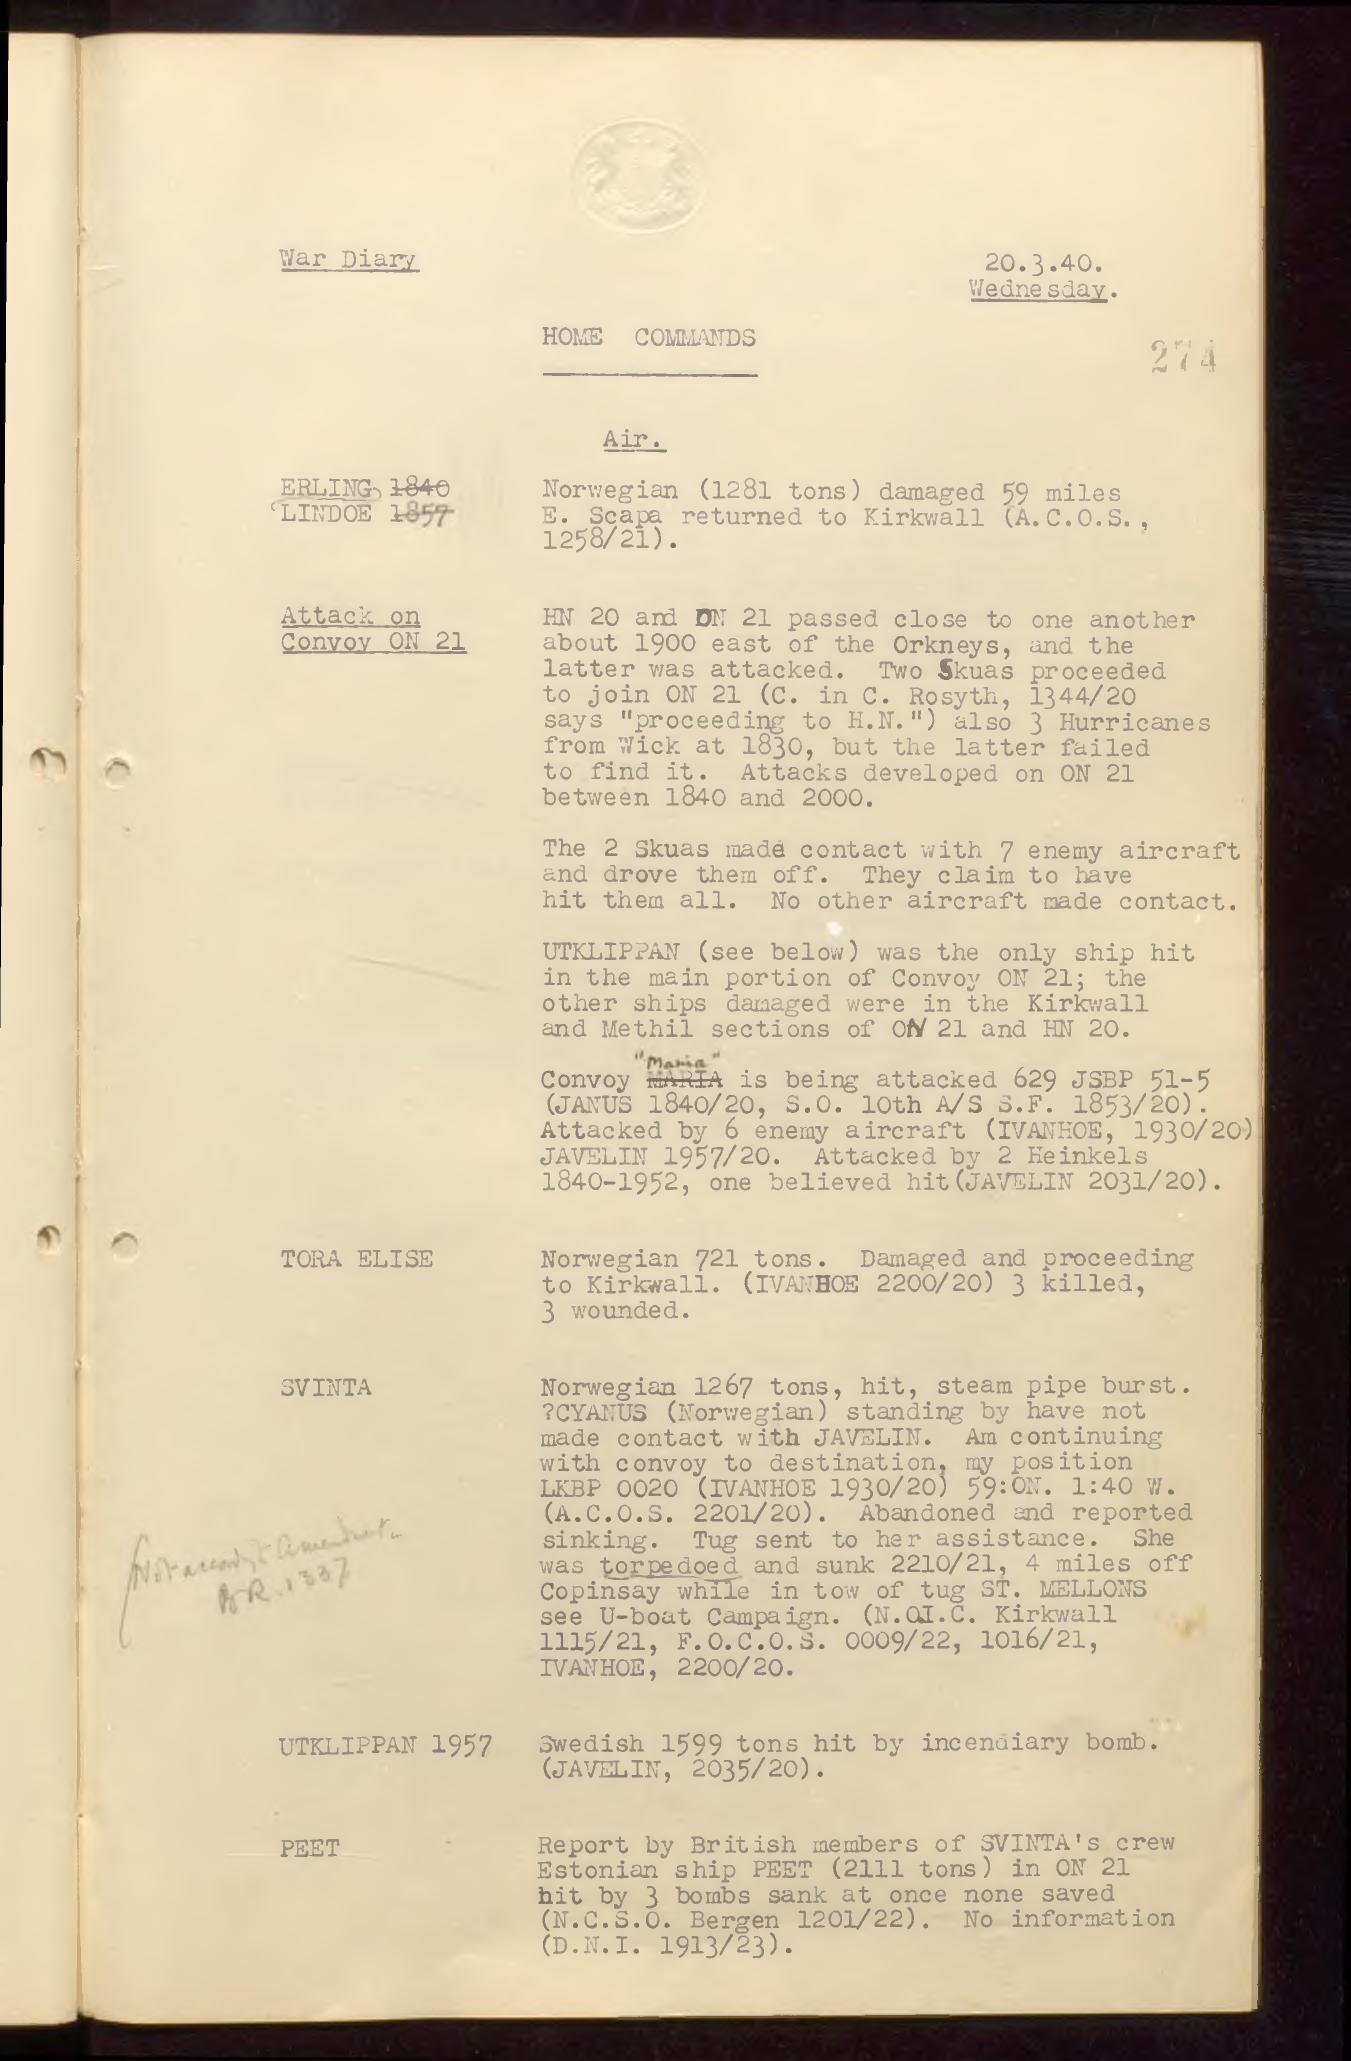 War Diary
20.3.40.
Wednesday.
HOME COMMANDS
274
Air.
ERLING 1840
LINDOE 1857
Norwegian (1281 tons) damaged 59 miles
E. Scapa returned to Kirkwall (A.C.O.S.,
1258/21).
Attack on
Convoy ON 21
HN 20 and ON 21 passed close to one another
about 1900 east of the Orkneys, and the
latter was attacked. Two Skuas proceeded
to join ON 21 (C. in C. Rosyth, 1344/20
says "proceeding to H.N.") also 3 Hurricanes
from Wick at 1830, but the latter failed
to find it. Attacks developed on ON 21
between 1840 and 2000.
The 2 Skuas made contact with 7 enemy aircraft
and drove them off. They claim to have
hit them all. No other aircraft made contact.
UTKLIPPAN (see below) was the only ship hit
in the main portion of Convoy ON 21; the
other ships damaged were in the Kirkwall
and Methil sections of ON 21 and HN 20.
"Maria"
Convoy MARIA is being attacked 629 JSBP 51-5
(JANUS 1840/20, S.O. 10th A/S S.F. 1853/20).
Attacked by 6 enemy aircraft (IVANHOE, 1930/20)
JAVELIN 1957/20. Attacked by 2 Heinkels
1840-1952, one believed hit(JAVELIN 2031/20).
TORA ELISE
Norwegian 721 tons. Damaged and proceeding
to Kirkwall. (IVANHOE 2200/20) 3 killed,
3 wounded.
SVINTA
Norwegian 1267 tons, hit, steam pipe burst.
?CYANUS (Norwegian) standing by have not
made contact with JAVELIN. Am continuing
with convoy to destination, my position
LKBP 0020 (IVANHOE 1930/20) 59:0N. 1:40 W.
(A.C.O.S. 2201/20). Abandoned and reported
sinking. Tug sent to her assistance. She
was torpedoed and sunk 2210/21, 4 miles off
Copinsay while in tow of tug ST. MELLONS
see U-boat Campaign. (N.O.I.C. Kirkwall
1115/21, F.O.C.O.S. 0009/22, 1016/21,
IVANHOE, 2200/20.
Not accdg to Amendmt
BR. 1337
UTKLIPPAN 1957
Swedish 1599 tons hit by incendiary bomb.
(JAVELIN, 2035/20).
PEET
Report by British members of SVINTA's crew
Estonian ship PEET (2111 tons) in ON 21
hit by 3 bombs sank at once none saved
(N.C.S.O. Bergen 1201/22). No information
(D.N.I. 1913/23).